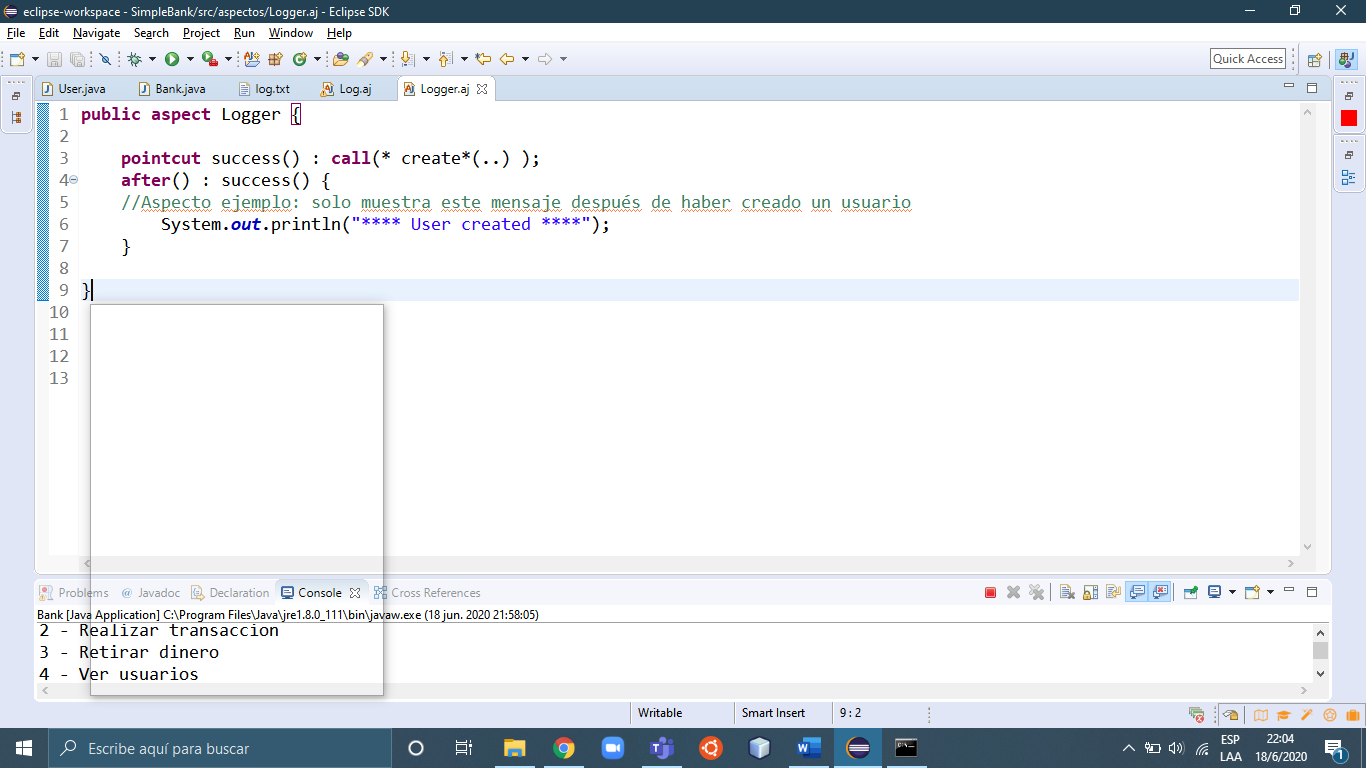 eclipse-workspace - SimpleBank/src/aspectos/Logger.aj - Eclipse SDK
File Edit Navigate Search Project Run Window Help
Quick Access
User.java Bank.java log.txt Log.aj Logger.aj
1 public aspect Logger {
2
3 pointcut success() : call(* create*(..) );
4 after() : success() {
5 //Aspecto ejemplo: solo muestra este mensaje después de haber creado un usuario
6 System.out.println("**** User created ****");
7 }
8
9 }
10
11
12
13
Problems @ Javadoc Declaration Console Cross References
Bank [Java Application] C:\Program Files\Java\jre1.8.0_111\bin\javaw.exe (18 jun. 2020 21:58:05)
2 - Realizar transaccion
3 - Retirar dinero
4 - Ver usuarios
Writable Smart Insert 9 : 2
Escribe aquí para buscar
ESP 22:04
LAA 18/6/2020
1